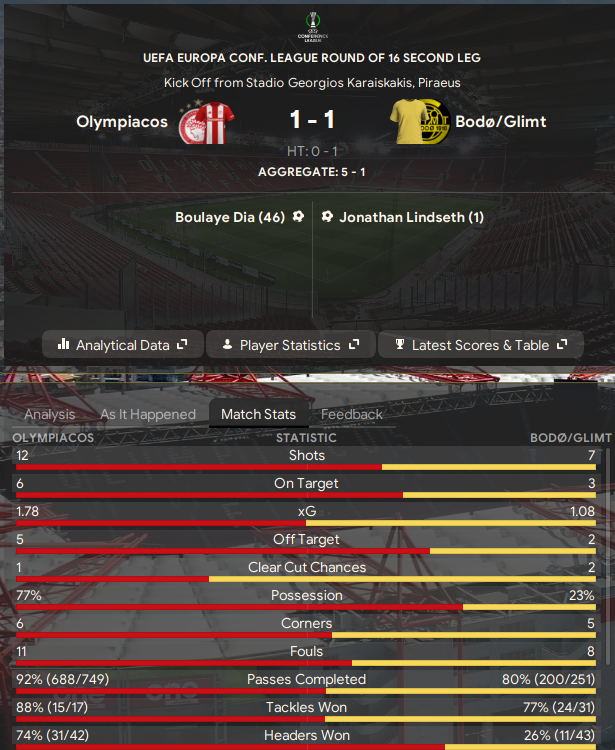 UEFA EUROPA CONF. LEAGUE ROUND OF 16 SECOND LEG
Kick Off from Stadio Georgios Karaiskakis, Piraeus
Olympiacos 1 - 1 Bodø/Glimt
HT: 0 - 1
AGGREGATE: 5 - 1
Boulaye Dia (46) Jonathan Lindseth (1)
Analytical Data Player Statistics Latest Scores & Table
Analysis As It Happened Match Stats Feedback
OLYMPIACOS STATISTIC BODØ/GLIMT
12 Shots 7
6 On Target 3
1.78 xG 1.08
5 Off Target 2
1 Clear Cut Chances 2
77% Possession 23%
6 Corners 5
11 Fouls 8
92% (688/749) Passes Completed 80% (200/251)
88% (15/17) Tackles Won 77% (24/31)
74% (31/42) Headers Won 26% (11/43)